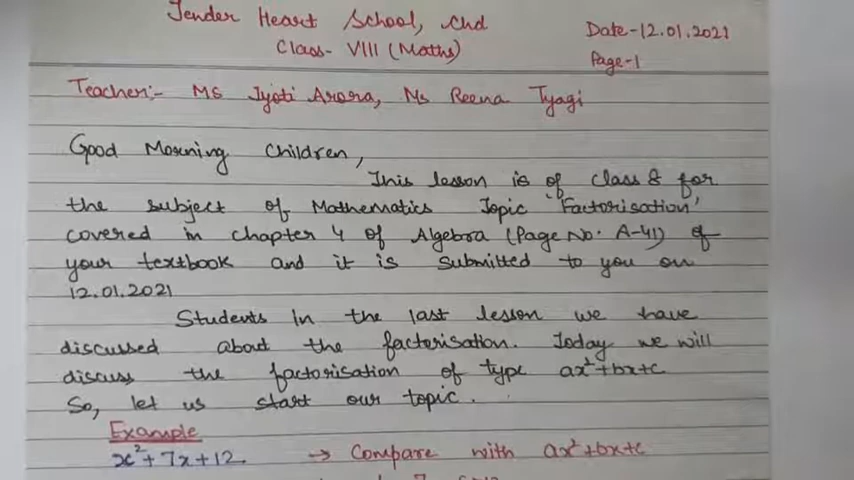 Tender Heart School, Chd
Date-12.01.2021
Class- VIII (Maths)
Page-1
Teacher:- Ms Jyoti Arora, Ms Reena Tyagi
Good Morning Children,
This lesson is of class 8 for
the subject of Mathematics Topic 'Factorisation'
covered in chapter 4 of Algebra (Page No. A-41) of
your textbook and it is submitted to you on
12.01.2021
Students In the last lesson we have
discussed about the factorisation. Today we will
discuss the factorisation of type ax²+bx+c
So, let us start our topic.
Example
x²+7x+12. → Compare with ax²+bx+c